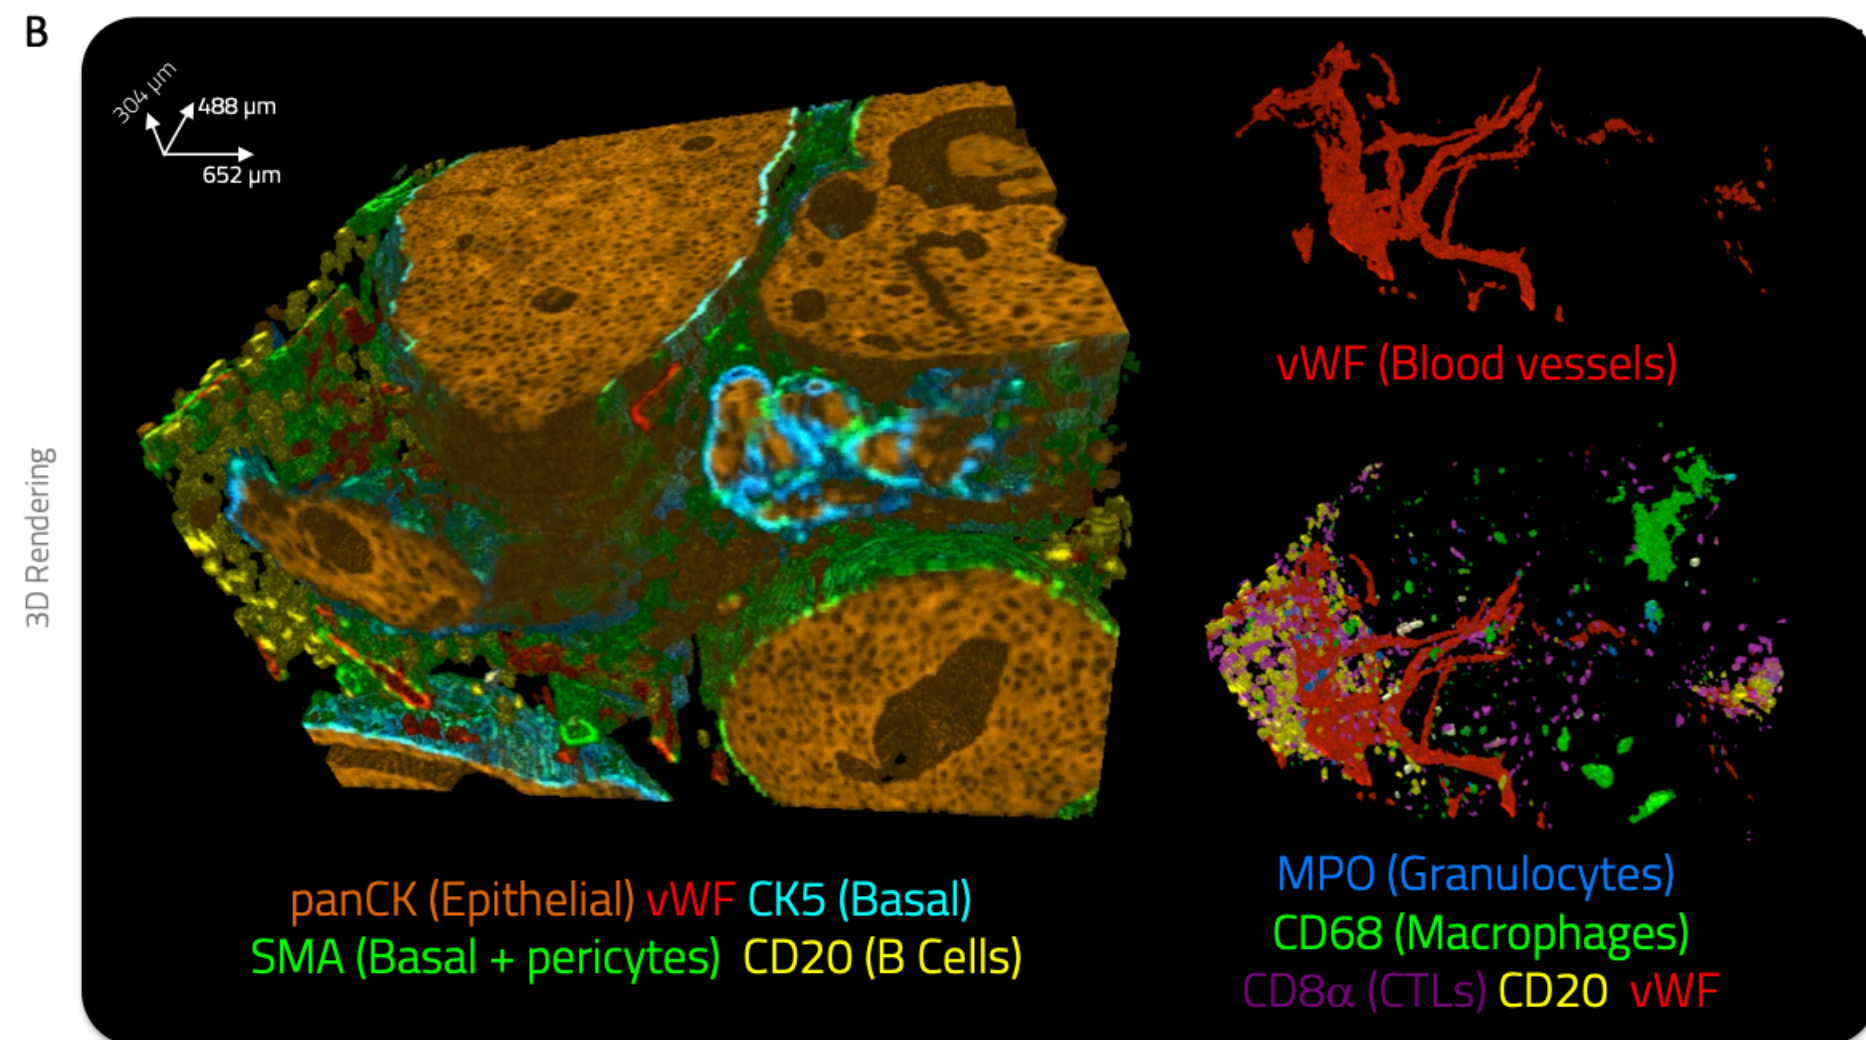 B
304 µm
488 µm
652 µm
3D Rendering
vWF (Blood vessels)
panCK (Epithelial) vWF CK5 (Basal)
SMA (Basal + pericytes) CD20 (B Cells)
MPO (Granulocytes)
CD68 (Macrophages)
CD8α (CTLs) CD20 vWF